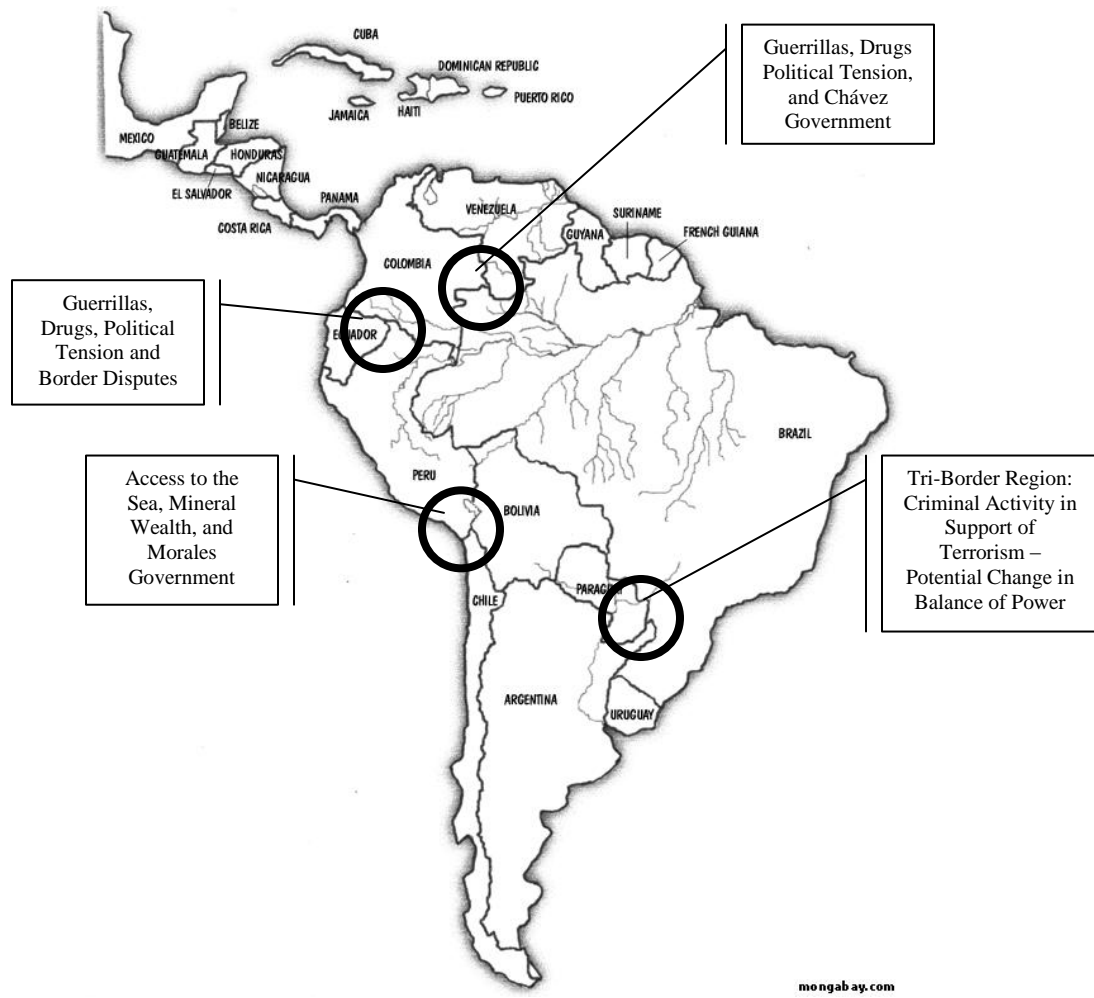 Guerrillas, Drugs
Political Tension,
and Chávez
Government
CUBA
DOMINICAN REPUBLIC
PUERTO RICO
HAITI
JAMAICA
MEXICO
BELIZE
GUATEMALA
HONDURAS
NICARAGUA
EL SALVADOR
PANAMA
COSTA RICA
VENEZUELA
SURINAME
GUYANA
FRENCH GUIANA
COLOMBIA
Guerrillas,
Drugs, Political
Tension and
Border Disputes
ECUADOR
BRAZIL
PERU
Access to the
Sea, Mineral
Wealth, and
Morales
Government
BOLIVIA
Tri-Border Region:
Criminal Activity in
Support of
Terrorism –
Potential Change in
Balance of Power
PARAGUAY
CHILE
ARGENTINA
URUGUAY
mongabay.com